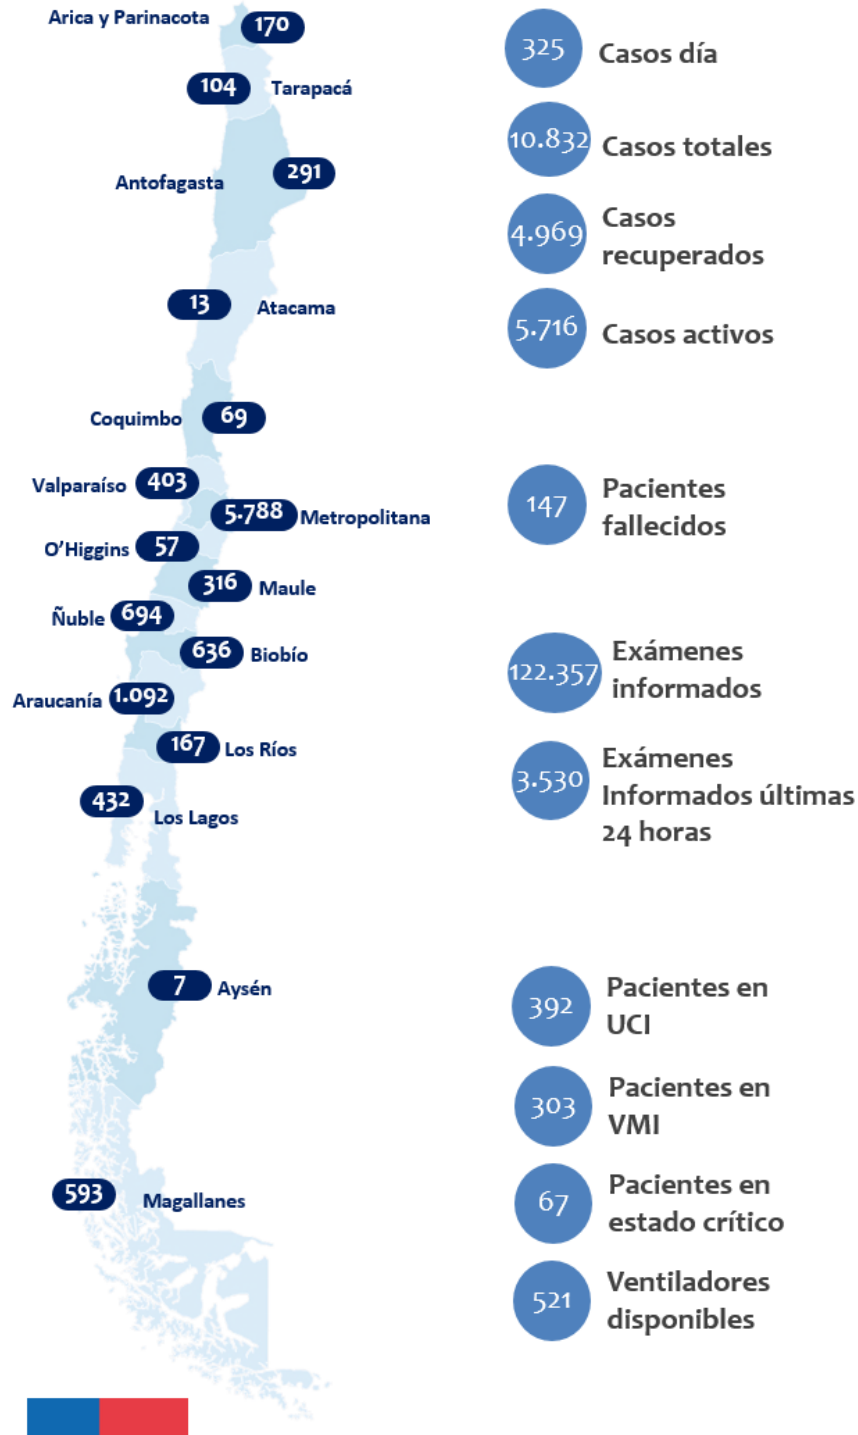 Arica y Parinacota
170
104
Tarapacá
Antofagasta
291
13
Atacama
Coquimbo
69
Valparaíso
403
5.788
Metropolitana
O'Higgins
57
316
Maule
Ñuble
694
636
Biobío
Araucanía
1.092
167
Los Ríos
432
Los Lagos
7
Aysén
593
Magallanes
325
Casos día
10.832
Casos totales
4.969
Casos
recuperados
5.716
Casos activos
147
Pacientes
fallecidos
122.357
Exámenes
informados
3.530
Exámenes
Informados últimas
24 horas
392
Pacientes en
UCI
303
Pacientes en
VMI
67
Pacientes en
estado crítico
521
Ventiladores
disponibles